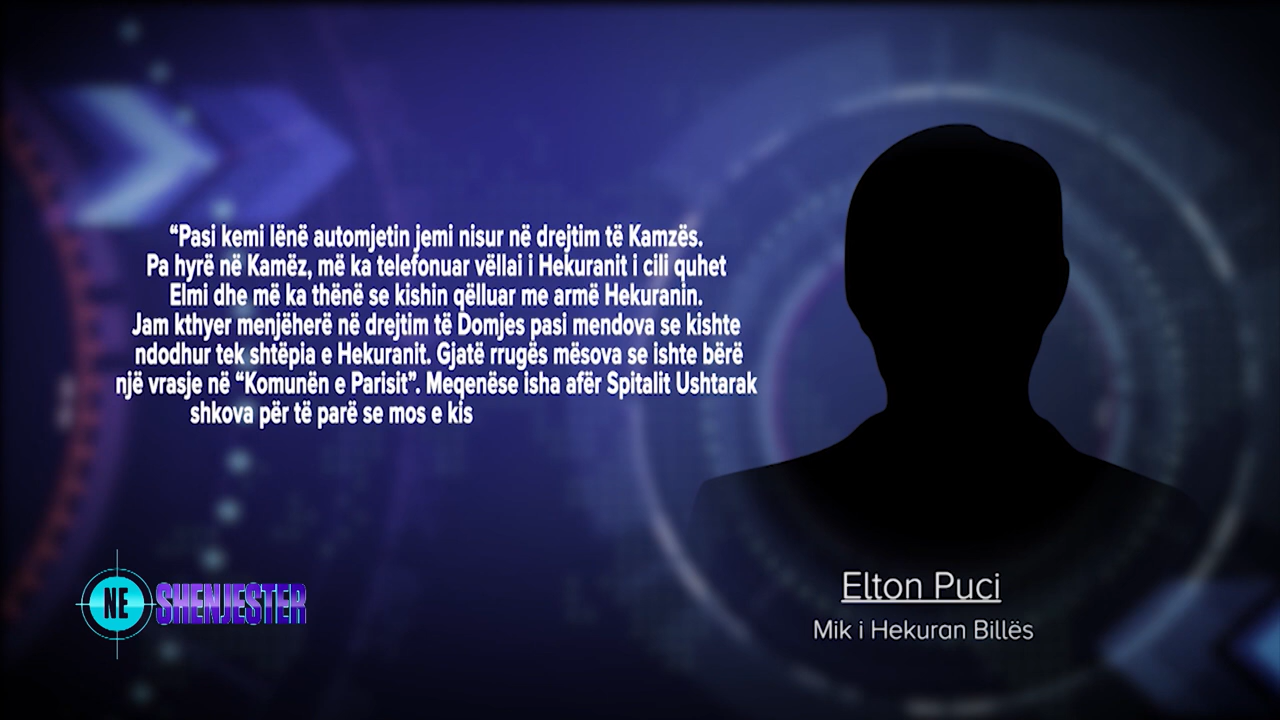 “Pasi kemi lënë automjetin jemi nisur në drejtim të Kamzës.
Pa hyrë në Kamëz, më ka telefonuar vëllai i Hekuranit i cili quhet
Elmi dhe më ka thënë se kishin qëlluar me armë Hekuranin.
Jam kthyer menjëherë në drejtim të Domjes pasi mendova se kishte
ndodhur tek shtëpia e Hekuranit. Gjatë rrugës mësova se ishte bërë
një vrasje në “Komunën e Parisit”. Meqenëse isha afër Spitalit Ushtarak
shkova për të parë se mos e kis
Elton Puci
Mik i Hekuran Billës
NE SHENJESTER